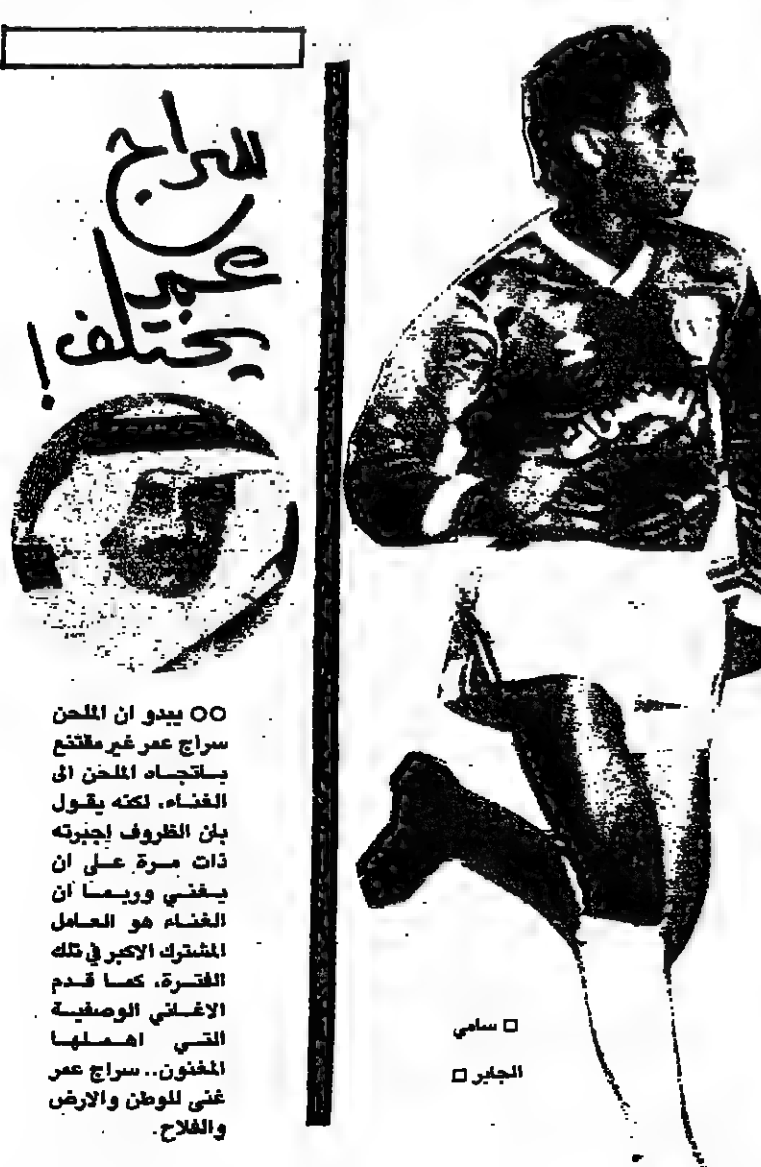 سراج
عمر
يختلف!
○○ يبدو ان الملحن
سراج عمر غير مقتنع
باتجاه الملحن الى
الغناء، لكنه يقول
بان الظروف اجبرته
ذات مرة على ان
يغني وربما ان
الغناء هو العامل
المشترك الاكبر في تلك
الفترة، كما قدم
الاغاني الوصفية
التي اهملها
المغنون.. سراج عمر
غنى للوطن والارض
والفلاح.
□ سامي
الجابر □